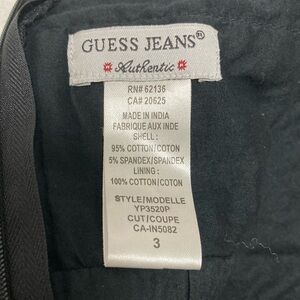 GUESS JEANS®
Authentic
RN# 62136
CA# 20625
MADE IN INDIA
FABRIQUE AUX INDE
SHELL :
95% COTTON/COTON
5% SPANDEX/SPANDEX
LINING :
100% COTTON/COTON
STYLE/MODELLE
YP3520P
CUT/COUPE
CA-IN5082
3